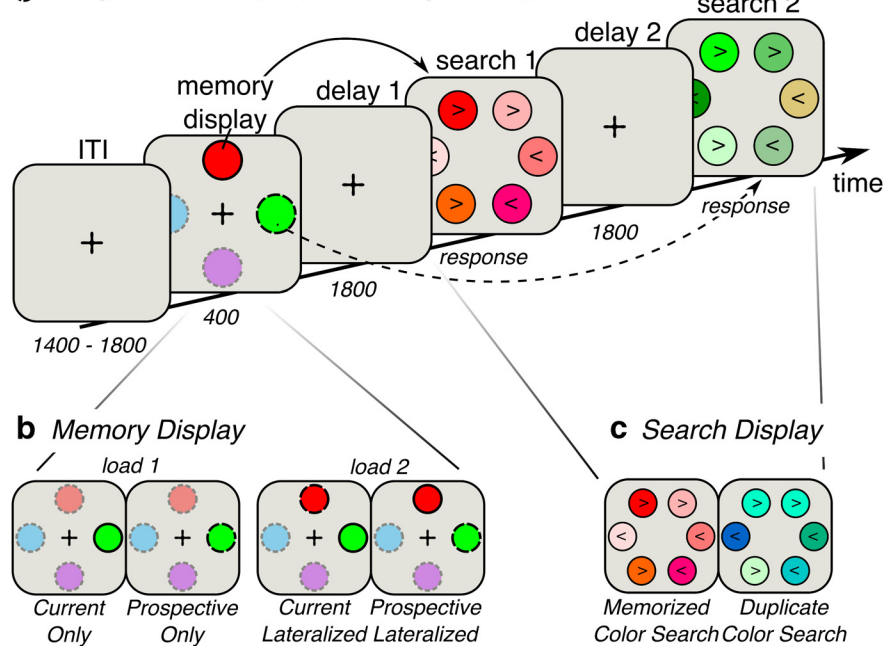 search 2
delay 2
search 1
memory
display
delay 1
ITI
time
response
1800
response
1800
400
1400 - 1800
b Memory Display
c Search Display
load 1
load 2
Current
Only
Prospective
Only
Current
Lateralized
Prospective
Lateralized
Memorized
Color Search
Duplicate
Color Search